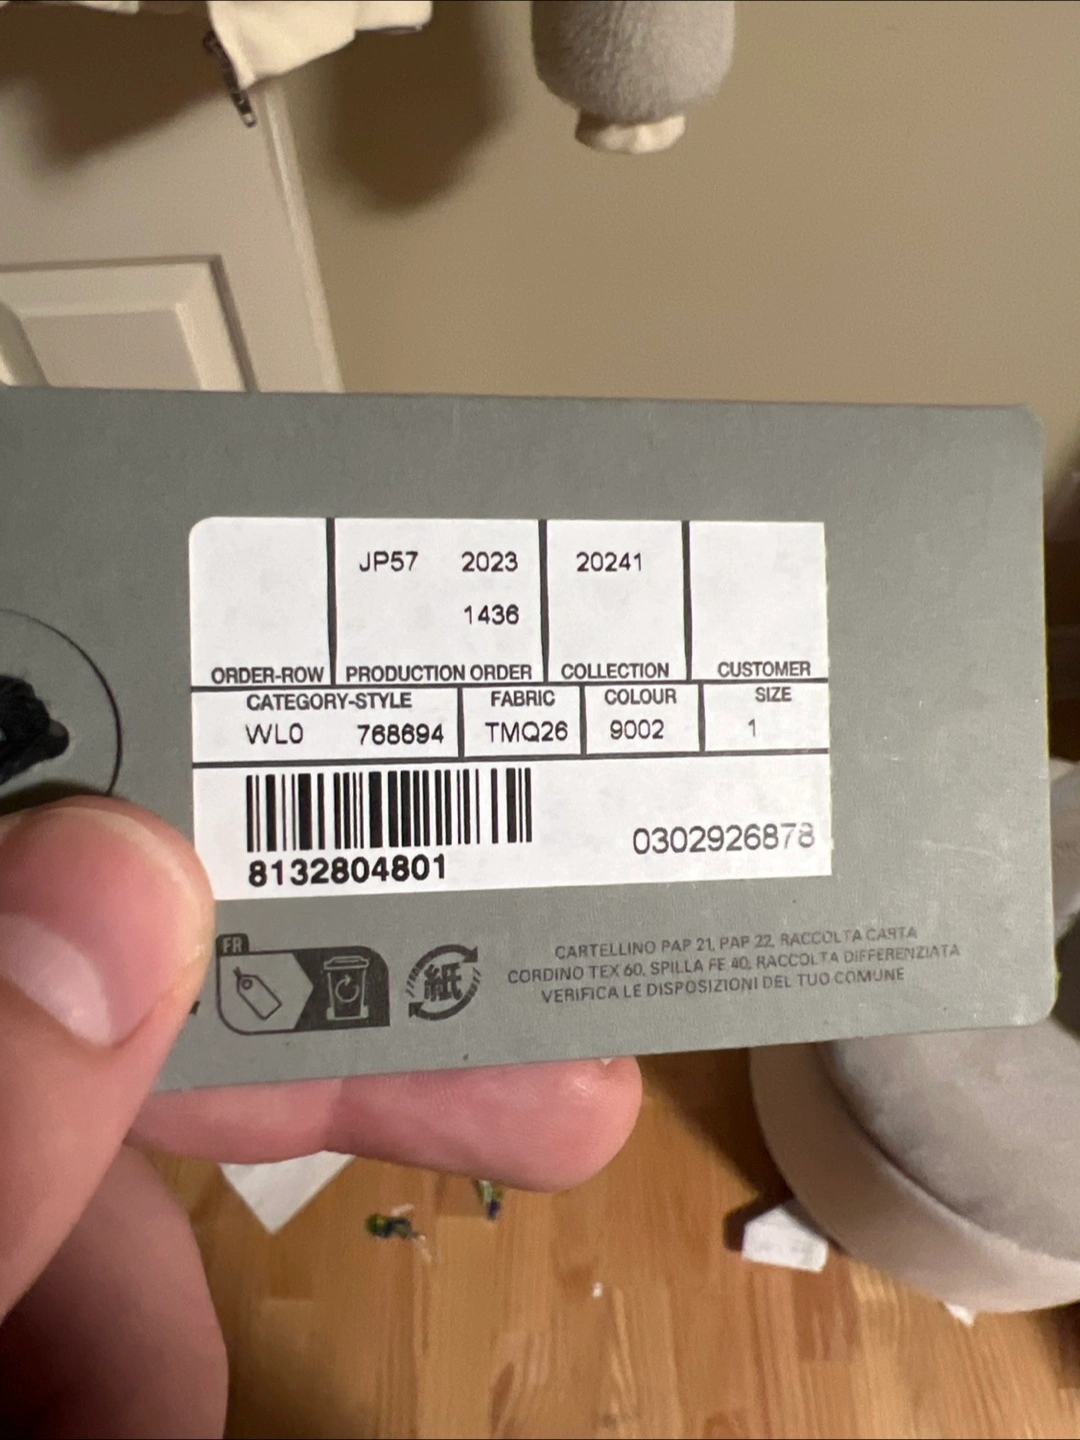 JP57 2023 20241
1436
ORDER-ROW PRODUCTION ORDER COLLECTION CUSTOMER
CATEGORY-STYLE FABRIC COLOUR SIZE
WL0 768694 TMQ26 9002 1
8132804801
0302926878
FR
紙
CARTELLINO PAP 21, PAP 22, RACCOLTA CARTA
CORDINO TEX 60, SPILLA FE 40, RACCOLTA DIFFERENZIATA
VERIFICA LE DISPOSIZIONI DEL TUO COMUNE